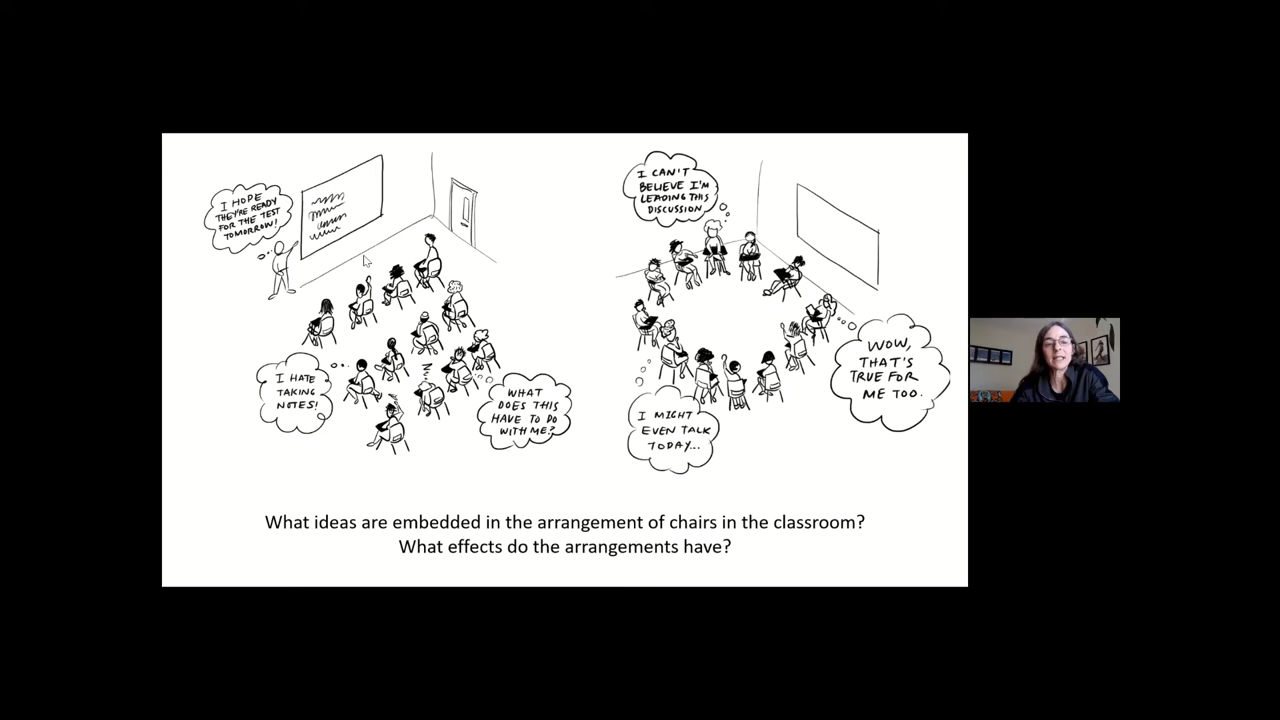 I HOPE
THEY'RE READY
FOR THE TEST
TOMORROW!
I HATE
TAKING
NOTES!
WHAT
DOES THIS
HAVE TO DO
WITH ME?
I CAN'T
BELIEVE I'M
LEADING THIS
DISCUSSION
I MIGHT
EVEN TALK
TODAY...
WOW,
THAT'S
TRUE FOR
ME TOO.
What ideas are embedded in the arrangement of chairs in the classroom?
What effects do the arrangements have?